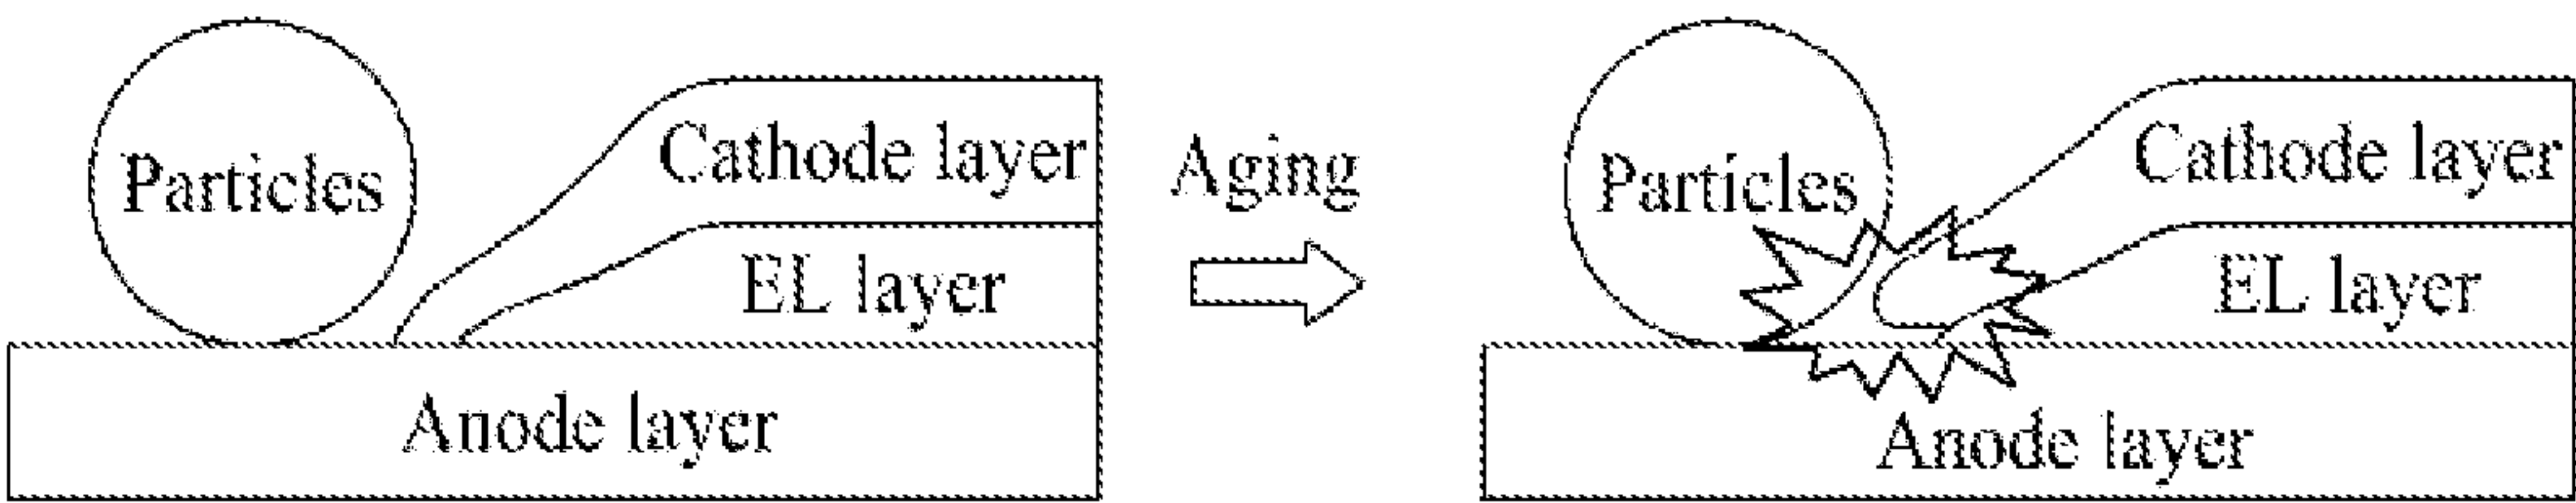 Particles
Cathode layer
EL layer
Anode layer
Aging
Particles
Cathode layer
EL layer
Anode layer